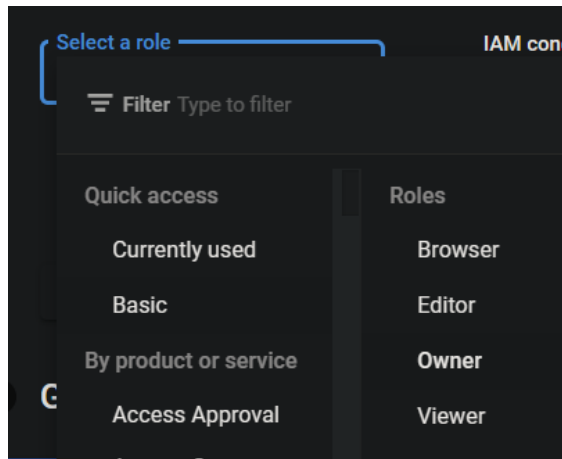 Select a role
IAM con
Filter Type to filter
Quick access
Roles
Currently used
Browser
Basic
Editor
By product or service
Owner
G
Access Approval
Viewer